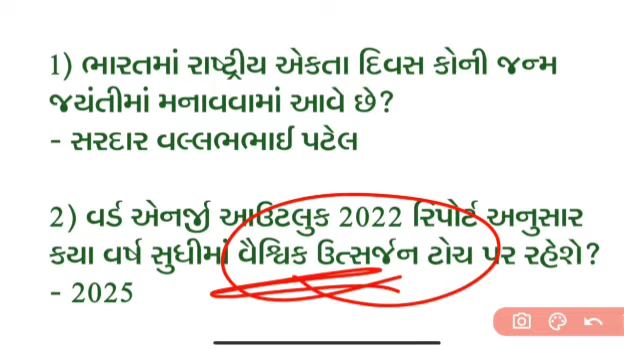 1) ભારતમાં રાષ્ટ્રીય એકતા દિવસ કોની જન્મ
જયંતીમાં મનાવવામાં આવે છે?
- સરદાર વલ્લભભાઈ પટેલ
2) વર્ડ એનર્જી આઉટલુક 2022 રિપોર્ટ અનુસાર
કયા વર્ષ સુધીમાં વૈશ્વિક ઉત્સર્જન ટોચ પર રહેશે?
- 2025